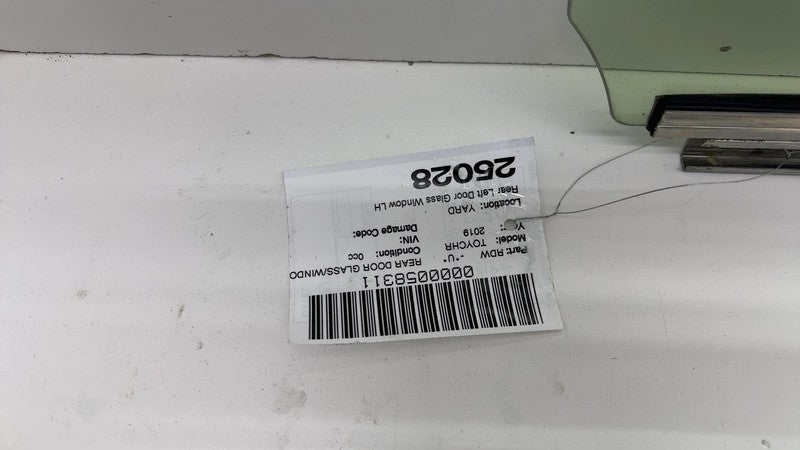 0000058311
Part: RDW -"U" REAR DOOR GLASS/WINDO
Model: TOYCHR Condition: 0cc
2019 VIN:
Location: YARD Damage Code:
Rear Left Door Glass Window LH
25028